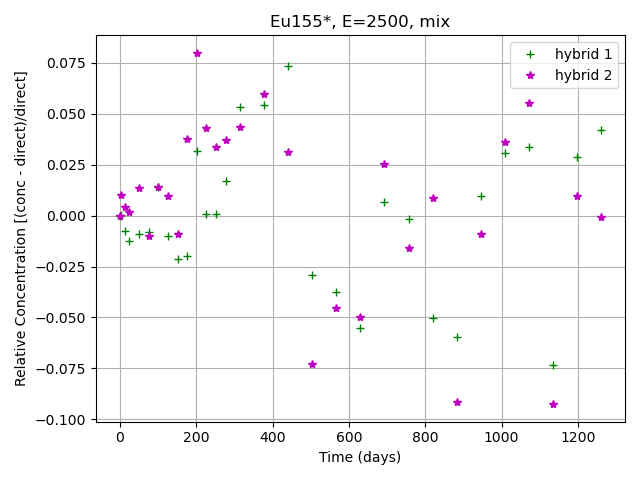 Eu155*, E=2500, mix
hybrid 1
hybrid 2
0.075
0.050
0.025
0.000
−0.025
−0.050
−0.075
−0.100
Relative Concentration [(conc - direct)/direct]
0 200 400 600 800 1000 1200
Time (days)